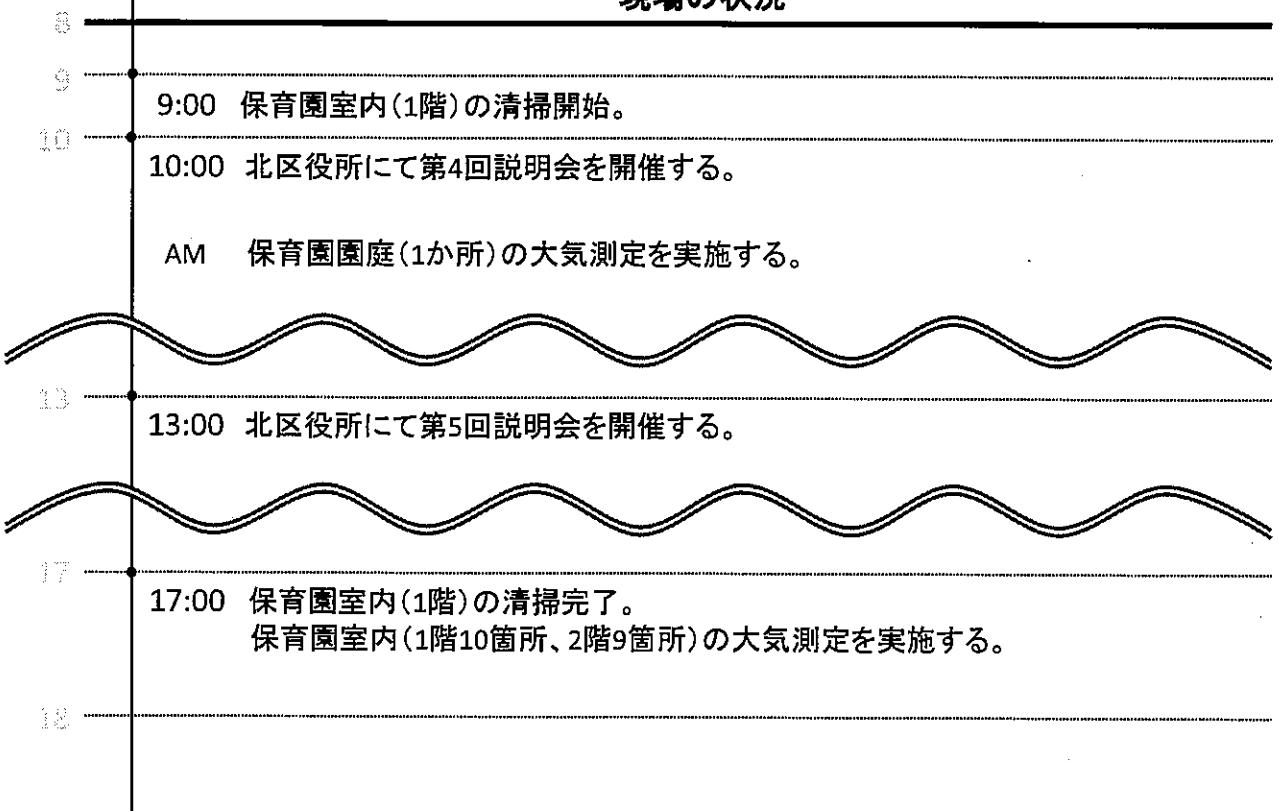 現場の状況
8
9
9:00 保育園室内(1階)の清掃開始。
10
10:00 北区役所にて第4回説明会を開催する。
AM 保育園園庭(1か所)の大気測定を実施する。
13
13:00 北区役所にて第5回説明会を開催する。
17
17:00 保育園室内(1階)の清掃完了。
保育園室内(1階10箇所、2階9箇所)の大気測定を実施する。
18